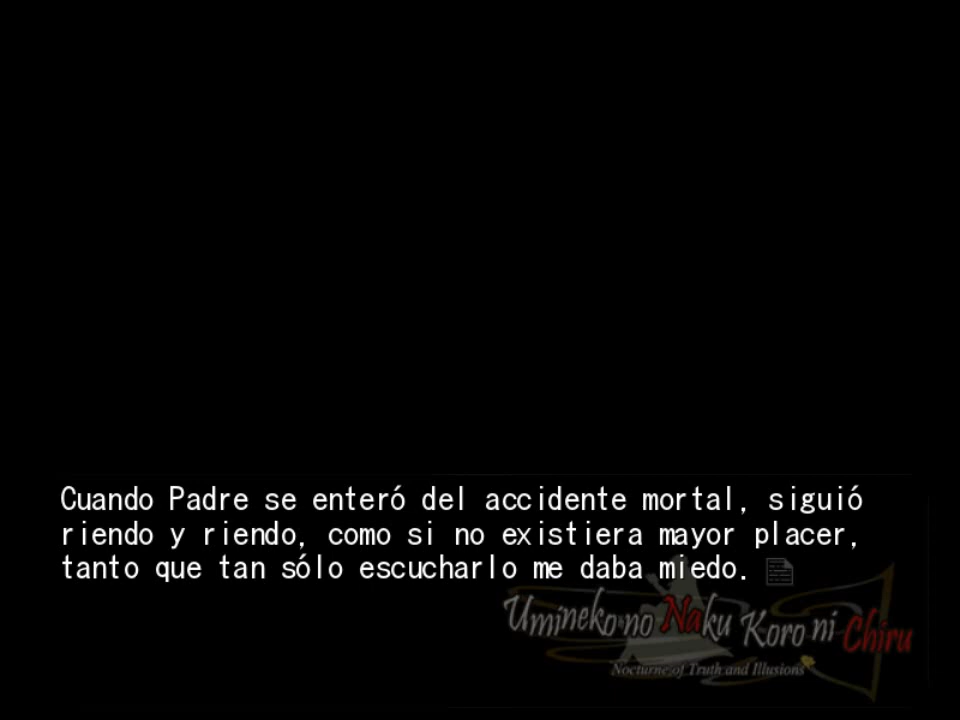 Cuando Padre se enteró del accidente mortal, siguió
riendo y riendo, como si no existiera mayor placer,
tanto que tan sólo escucharlo me daba miedo.
Umineko no Naku Koro ni Chiru
Nocturne of Truth and Illusions